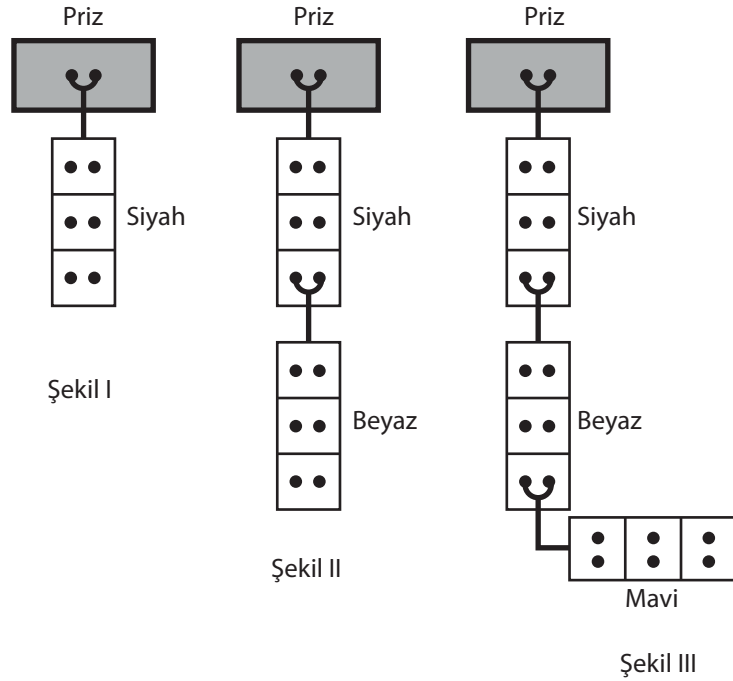 Priz
Priz
Priz
Siyah
Siyah
Siyah
Şekil I
Beyaz
Beyaz
Şekil II
Mavi
Şekil III